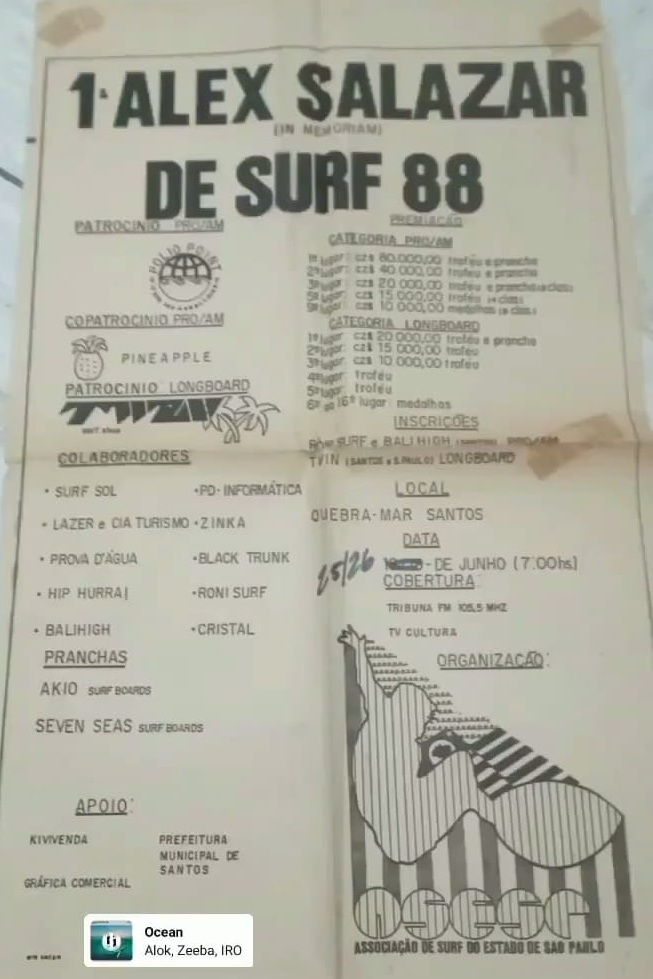 1ª ALEX SALAZAR
(IN MEMORIAM)
DE SURF 88
PATROCINIO PRO/AM
POLIO POINT
COPATROCINIO PRO/AM
PINEAPPLE
PATROCINIO LONGBOARD
TWIN
COLABORADORES
• SURF SOL
• PD-INFORMÁTICA
• LAZER e CIA TURISMO
• ZINKA
• PROVA D'ÁGUA
• BLACK TRUNK
• HIP HURRA!
• RONI SURF
• BALIHIGH
• CRISTAL
PRANCHAS
AKIO SURF BOARDS
SEVEN SEAS SURF BOARDS
APOIO:
KIVIVENDA
PREFEITURA
MUNICIPAL DE
SANTOS
GRÁFICA COMERCIAL
PREMIAÇÃO
CATEGORIA PRO/AM
1º lugar: cz$ 80.000,00 troféu e prancha
2º lugar: cz$ 40 000,00 troféu e prancha
3º lugar: cz$ 20 000,00 troféu e prancha
5º lugar: cz$ 15 000,00 troféu
9º lugar: cz$ 10 000,00 medalhas
CATEGORIA LONGBOARD
1º lugar: cz$ 20 000,00 troféu e prancha
2º lugar: cz$ 15 000,00 troféu
3º lugar: cz$ 10.000,00 troféu
4º lugar: troféu
5º lugar: troféu
6º ao 16º lugar: medalhas
INSCRIÇÕES
SURF e BALI HIGH (SANTOS) PRO/AM
TWIN (SANTOS e S.PAULO) LONGBOARD
LOCAL
QUEBRA-MAR SANTOS
DATA
25/26 - DE JUNHO (7:00hs)
COBERTURA:
TRIBUNA FM 105,5 MHZ
TV CULTURA
ORGANIZAÇÃO:
ASESP
ASSOCIAÇÃO DE SURF DO ESTADO DE SAO PAULO
Ocean
Alok, Zeeba, IRO